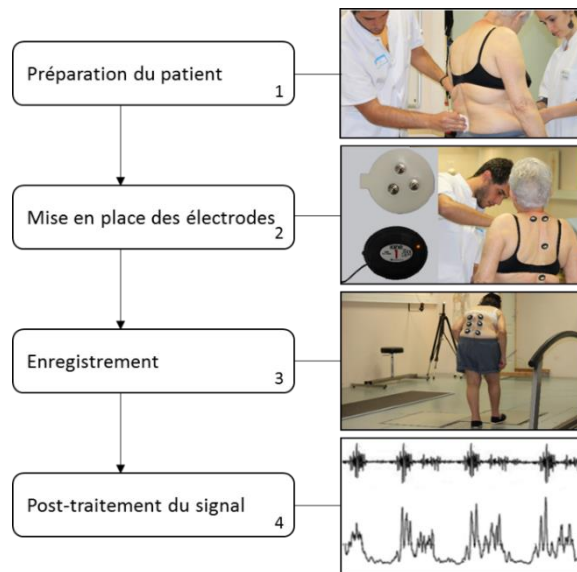 Préparation du patient
1
Mise en place des électrodes
2
Enregistrement
3
Post-traitement du signal
4